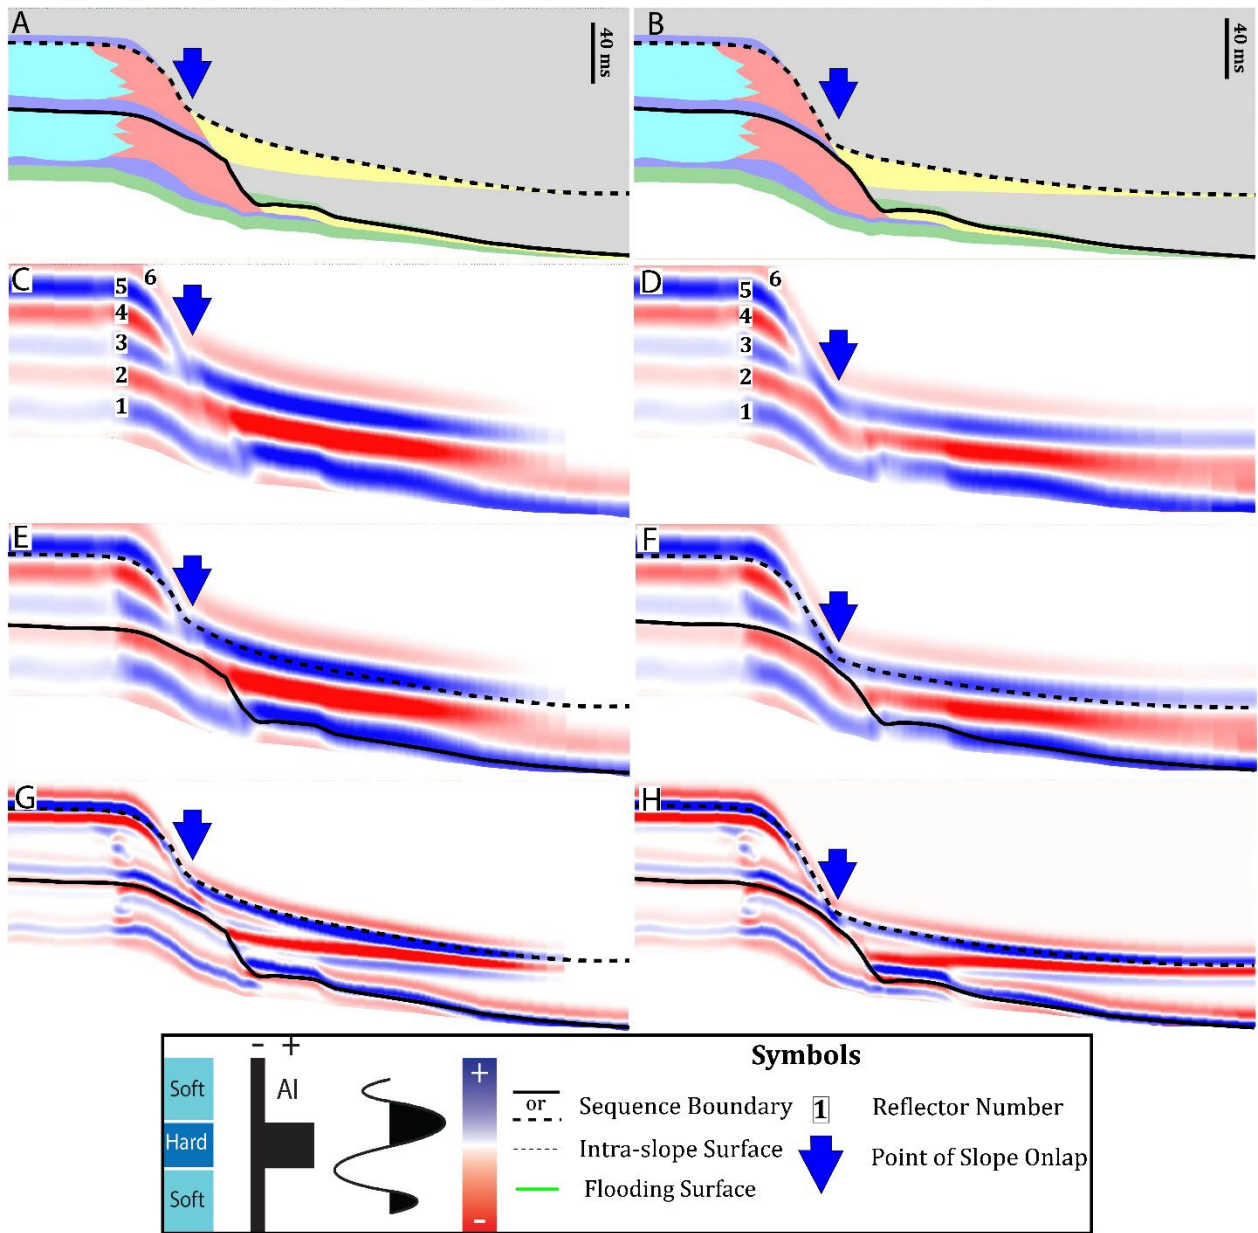 A
40 ms
B
40 ms
C
6
5
4
3
2
1
D
6
5
4
3
2
1
E
F
G
H
- +
Symbols
Soft
AI
+
or
Sequence Boundary
1
Reflector Number
Hard
Intra-slope Surface
Point of Slope Onlap
Soft
Flooding Surface
-